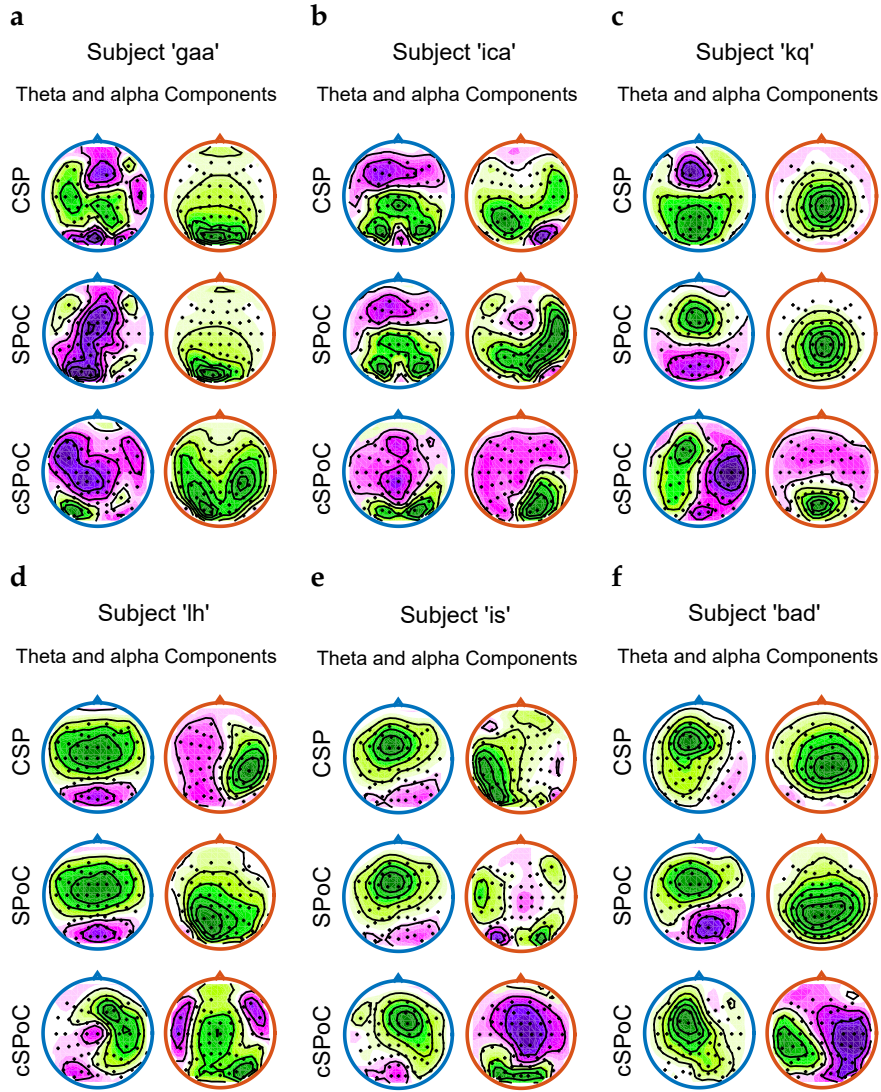 a
Subject 'gaa'
Theta and alpha Components
CSP
SPoC
cSPoC
b
Subject 'ica'
Theta and alpha Components
CSP
SPoC
cSPoC
c
Subject 'kq'
Theta and alpha Components
CSP
SPoC
cSPoC
d
Subject 'lh'
Theta and alpha Components
CSP
SPoC
cSPoC
e
Subject 'is'
Theta and alpha Components
CSP
SPoC
cSPoC
f
Subject 'bad'
Theta and alpha Components
CSP
SPoC
cSPoC